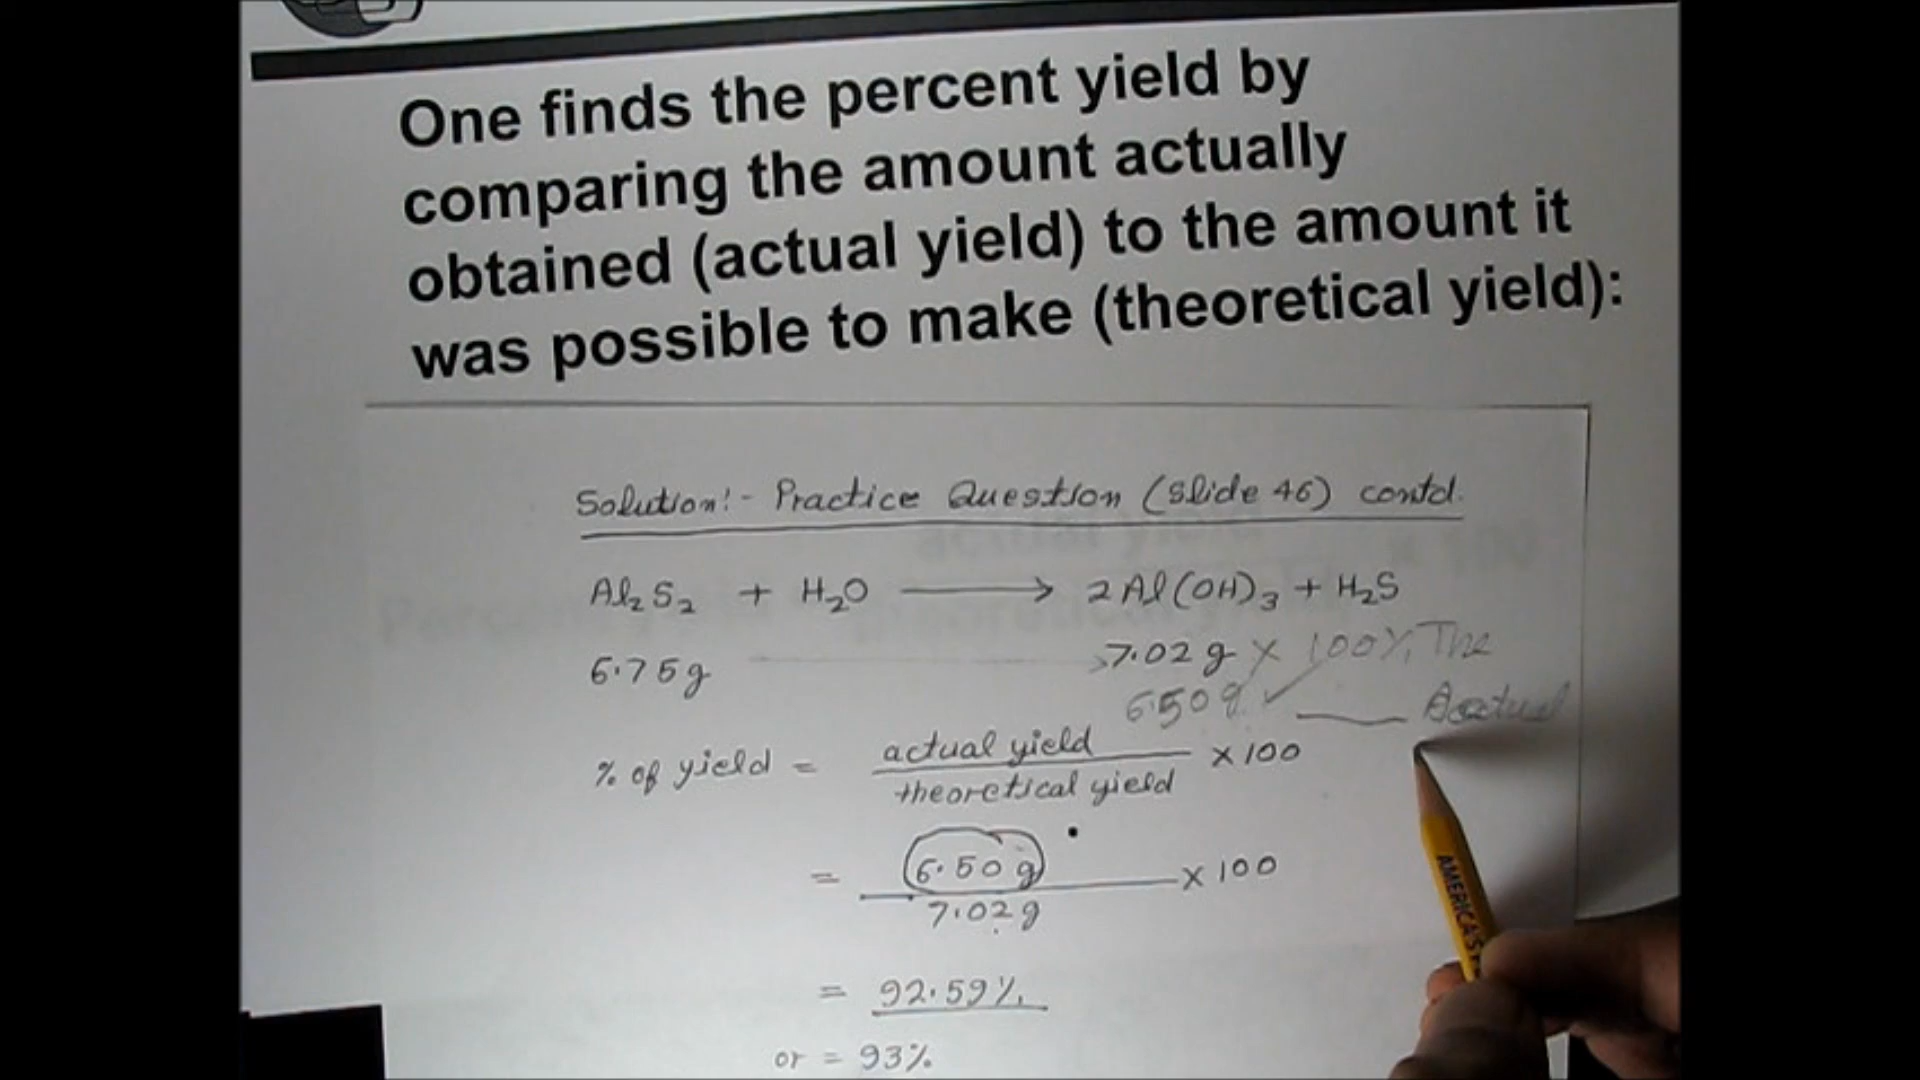 One finds the percent yield by
comparing the amount actually
obtained (actual yield) to the amount it
was possible to make (theoretical yield):
Solution:- Practice Question (Slide 46) contd.
Al₂S₂ + H₂O ⟶ 2Al(OH)₃ + H₂S
6.75g 7.02g × 100% The
6.50g ✓ Actual
% of yield = actual yield / theoretical yield × 100
= 6.50g / 7.02g × 100
= 92.59%
or = 93%
AMERICA'S